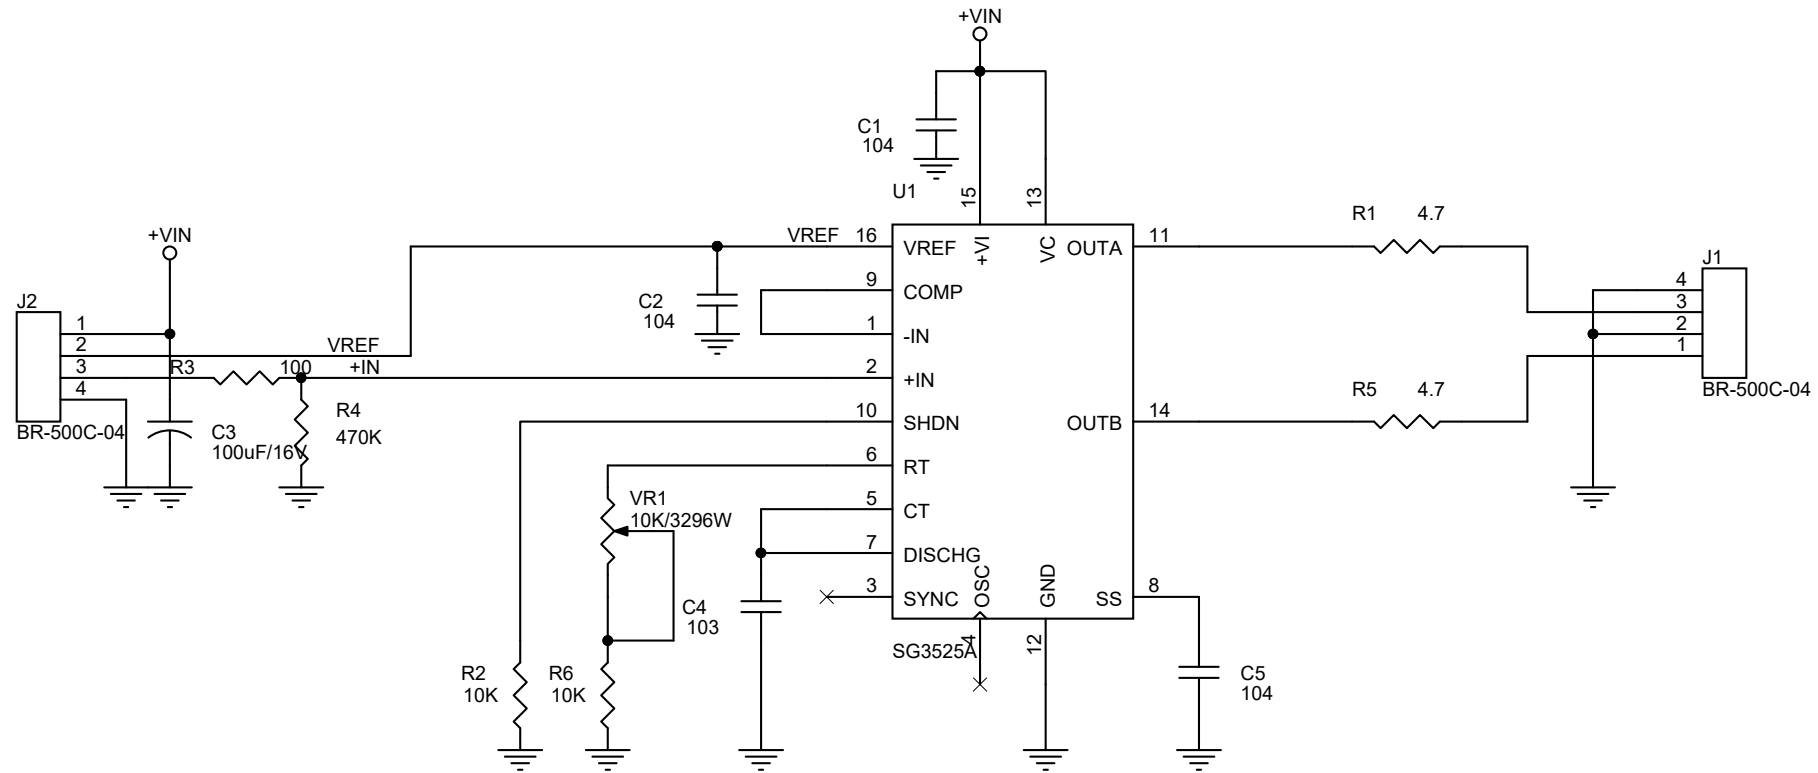 +VIN
C1
104
U1
15
13
+VIN
VREF
16
VREF
+VI
VC
OUTA
11
R1 4.7
J1
4
3
2
1
BR-500C-04
J2
1
2
3
4
BR-500C-04
VREF
R3 100
+IN
C2
104
9
COMP
1
-IN
2
+IN
R4
470K
C3
100uF/16V
10
SHDN
14
OUTB
R5 4.7
6
RT
VR1
10K/3296W
5
CT
7
DISCHG
3
SYNC
OSC
GND
SS
8
C4
103
SG3525A
4
12
R2
10K
R6
10K
C5
104